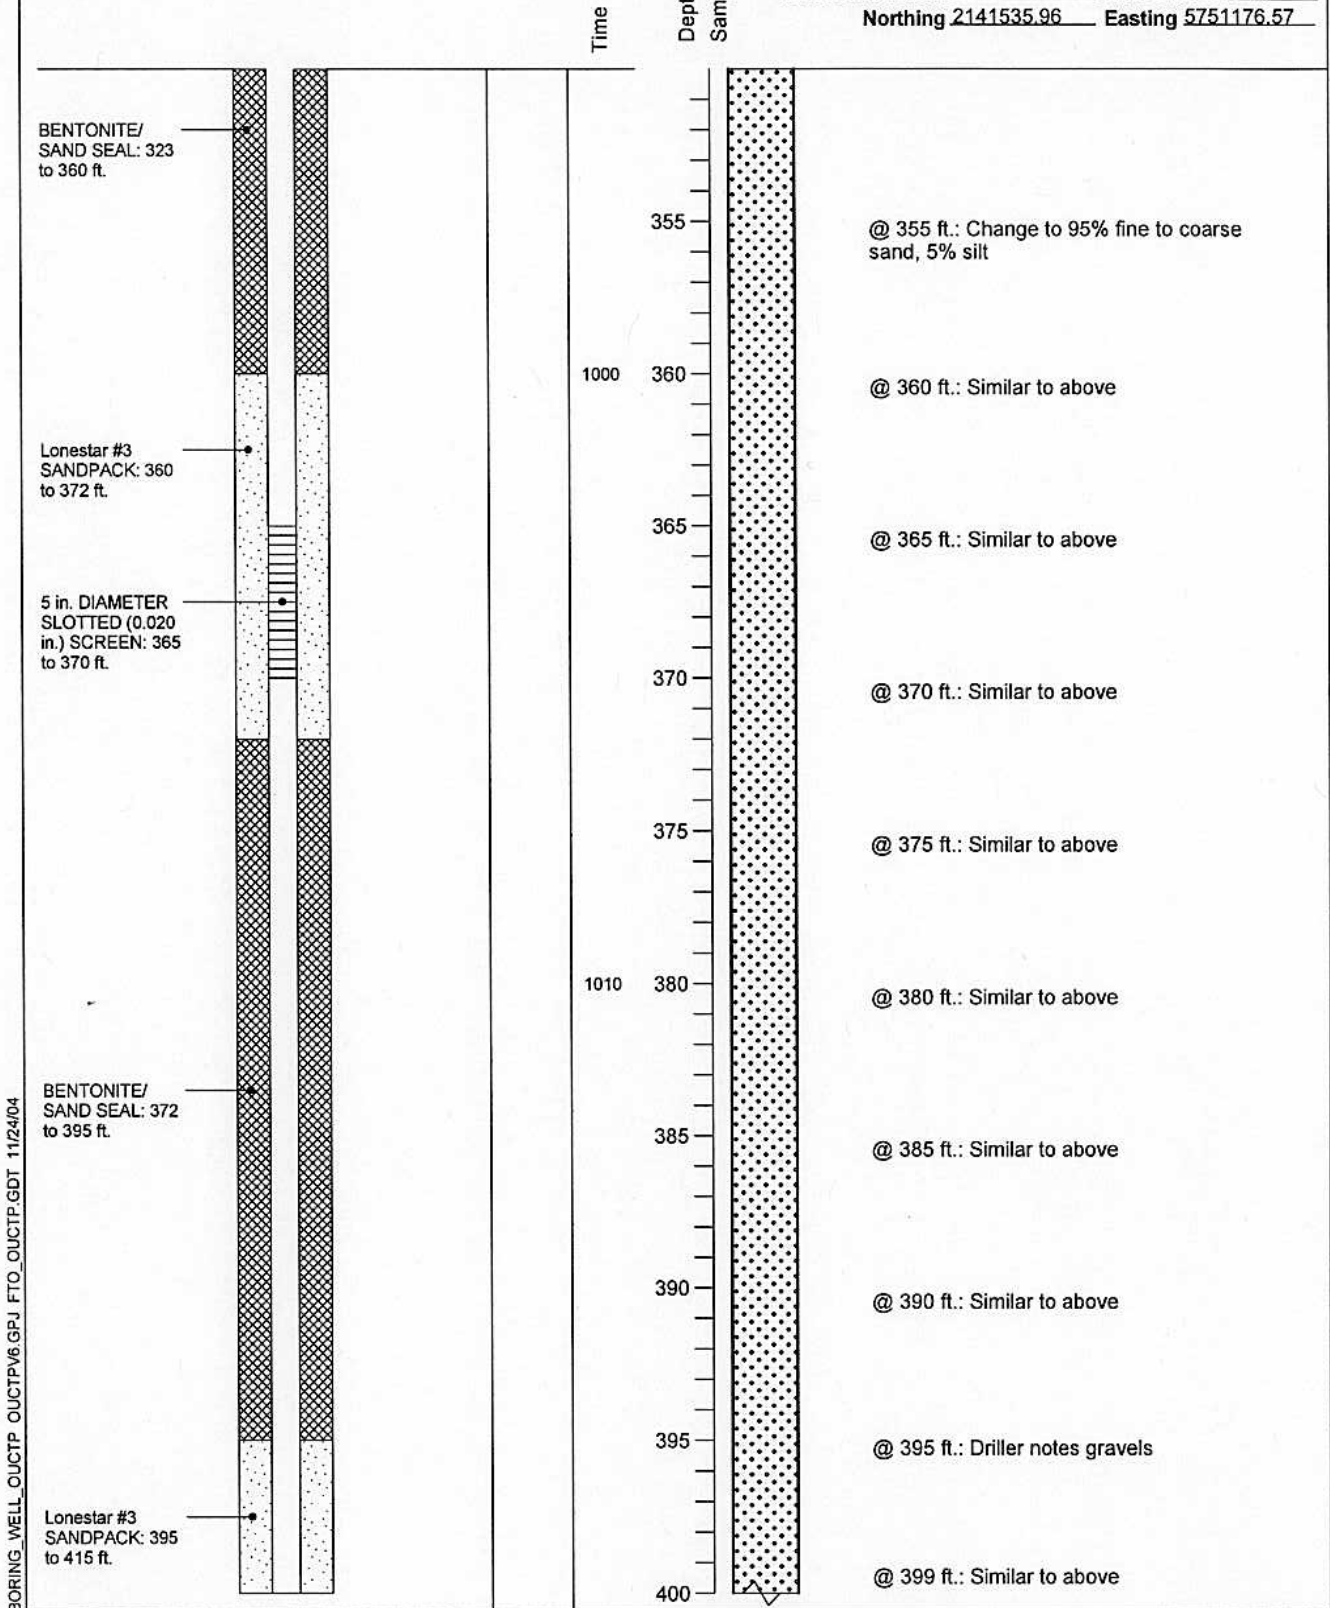 Northing 2141535.96 Easting 5751176.57
Time
BENTONITE/
SAND SEAL: 323
to 360 ft.
355
@ 355 ft.: Change to 95% fine to coarse
sand, 5% silt
1000
360
@ 360 ft.: Similar to above
Lonestar #3
SANDPACK: 360
to 372 ft.
365
@ 365 ft.: Similar to above
5 in. DIAMETER
SLOTTED (0.020
in.) SCREEN: 365
to 370 ft.
370
@ 370 ft.: Similar to above
375
@ 375 ft.: Similar to above
1010
380
@ 380 ft.: Similar to above
BENTONITE/
SAND SEAL: 372
to 395 ft.
385
@ 385 ft.: Similar to above
390
@ 390 ft.: Similar to above
395
@ 395 ft.: Driller notes gravels
Lonestar #3
SANDPACK: 395
to 415 ft.
@ 399 ft.: Similar to above
400
BORING_WELL_OUCTP OUCTPV6.GPJ FTO_OUCTP.GDT 11/24/04